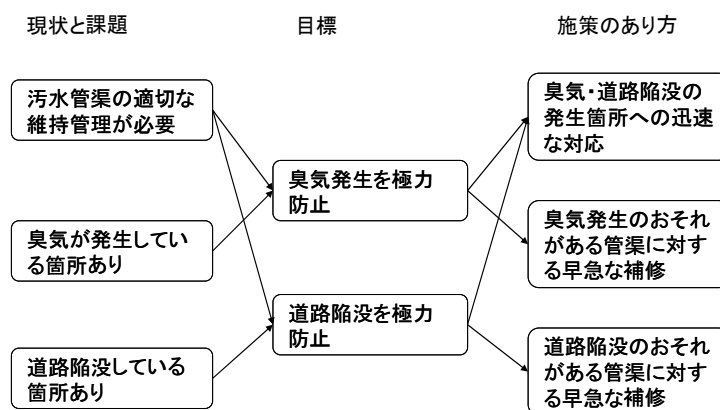 現状と課題
目標
施策のあり方
汚水管渠の適切な
維持管理が必要
臭気が発生してい
る箇所あり
道路陥没している
箇所あり
臭気発生を極力
防止
道路陥没を極力
防止
臭気・道路陥没の
発生箇所への迅速
な対応
臭気発生のおそれ
がある管渠に対す
る早急な補修
道路陥没のおそれ
がある管渠に対す
る早急な補修